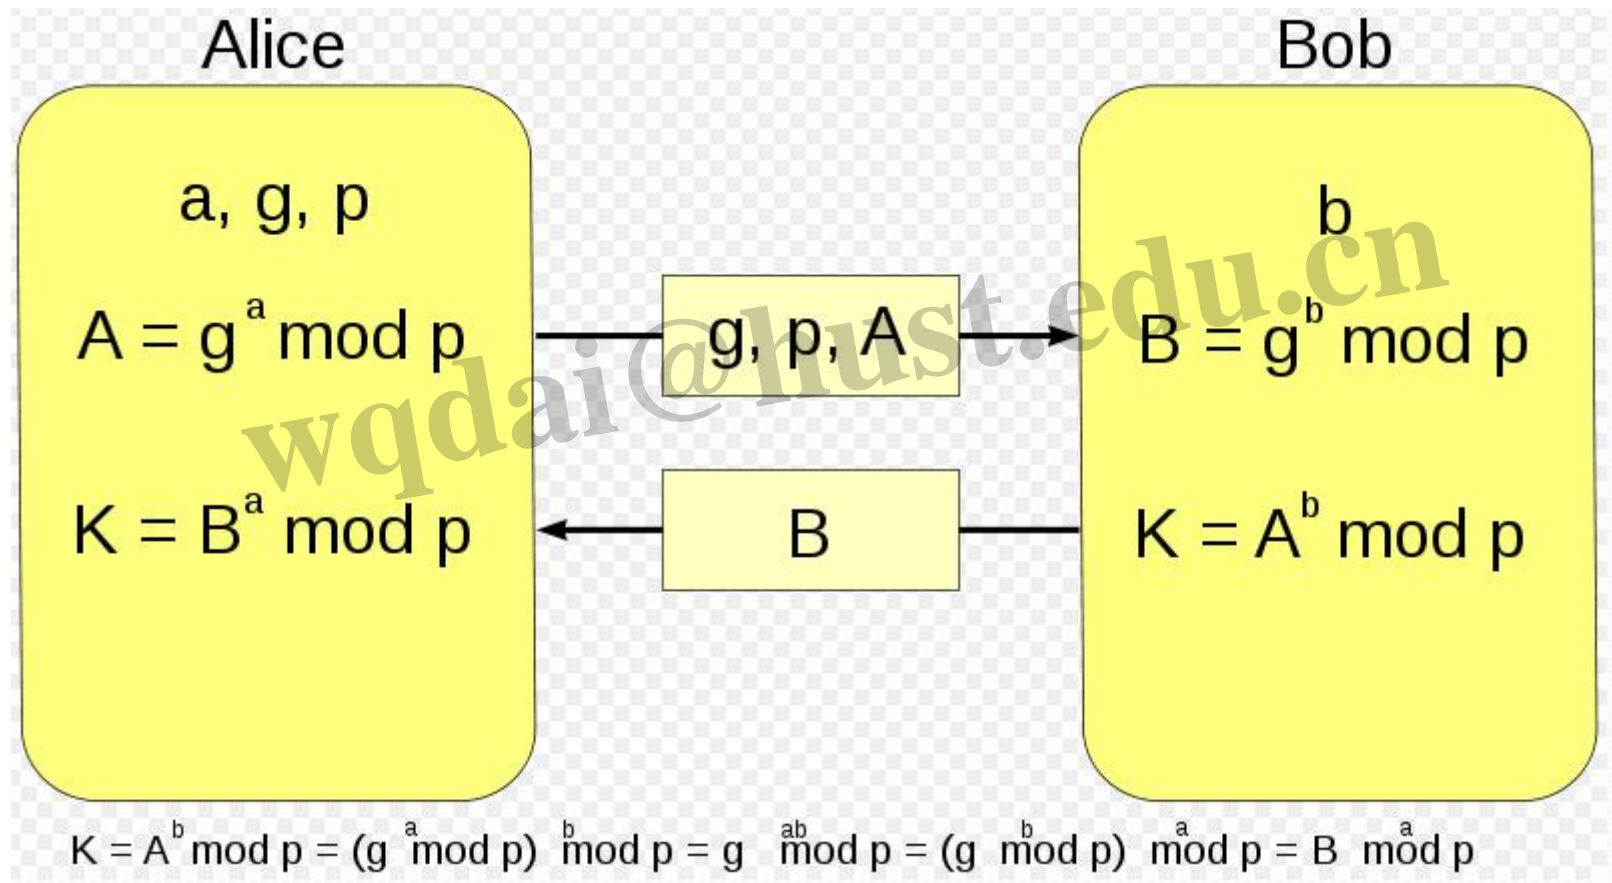 Alice
Bob
a, g, p
A = g^a mod p
K = B^a mod p
g, p, A
B
b
B = g^b mod p
K = A^b mod p
wqdai@hust.edu.cn
K = A^b mod p = (g^a mod p)^b mod p = g^ab mod p = (g^b mod p)^a mod p = B^a mod p